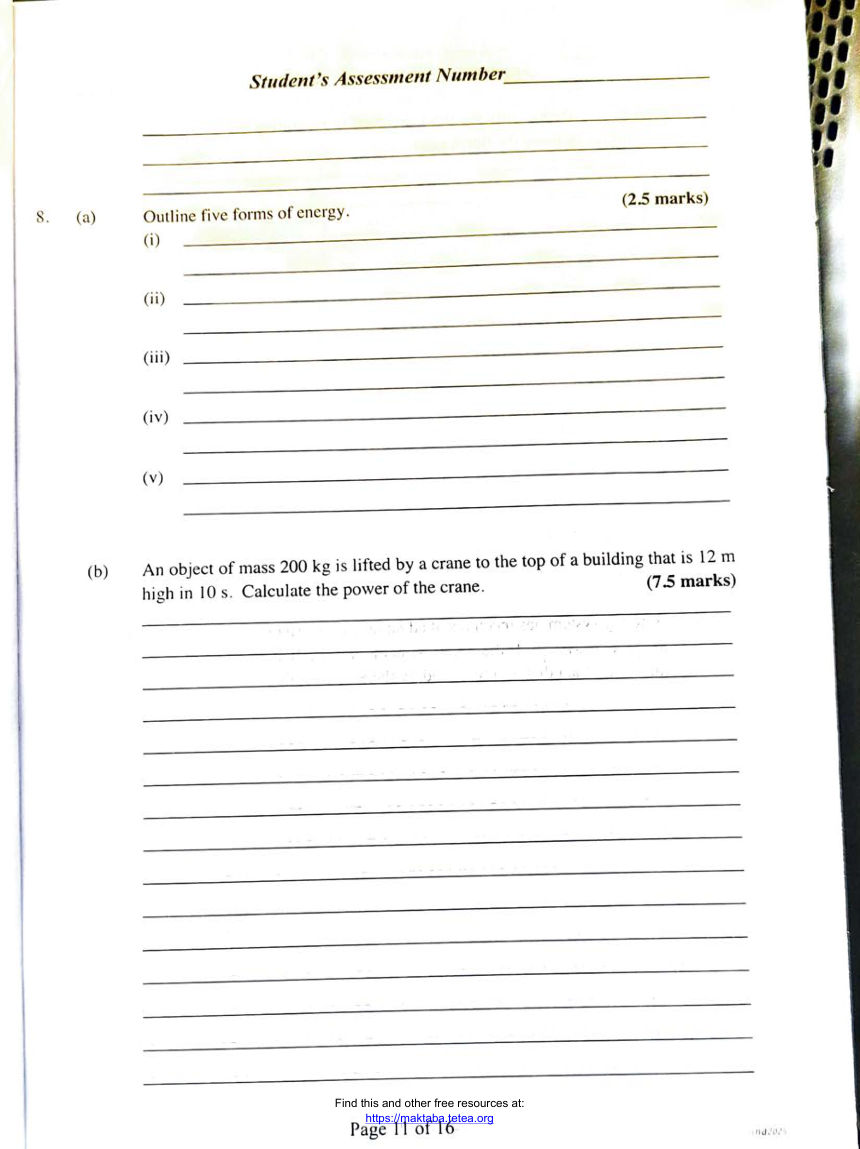 Student's Assessment Number
8. (a) Outline five forms of energy. (2.5 marks)
(i)
(ii)
(iii)
(iv)
(v)
(b) An object of mass 200 kg is lifted by a crane to the top of a building that is 12 m
high in 10 s. Calculate the power of the crane. (7.5 marks)
Find this and other free resources at:
https://maktaba.tetea.org
Page 11 of 16